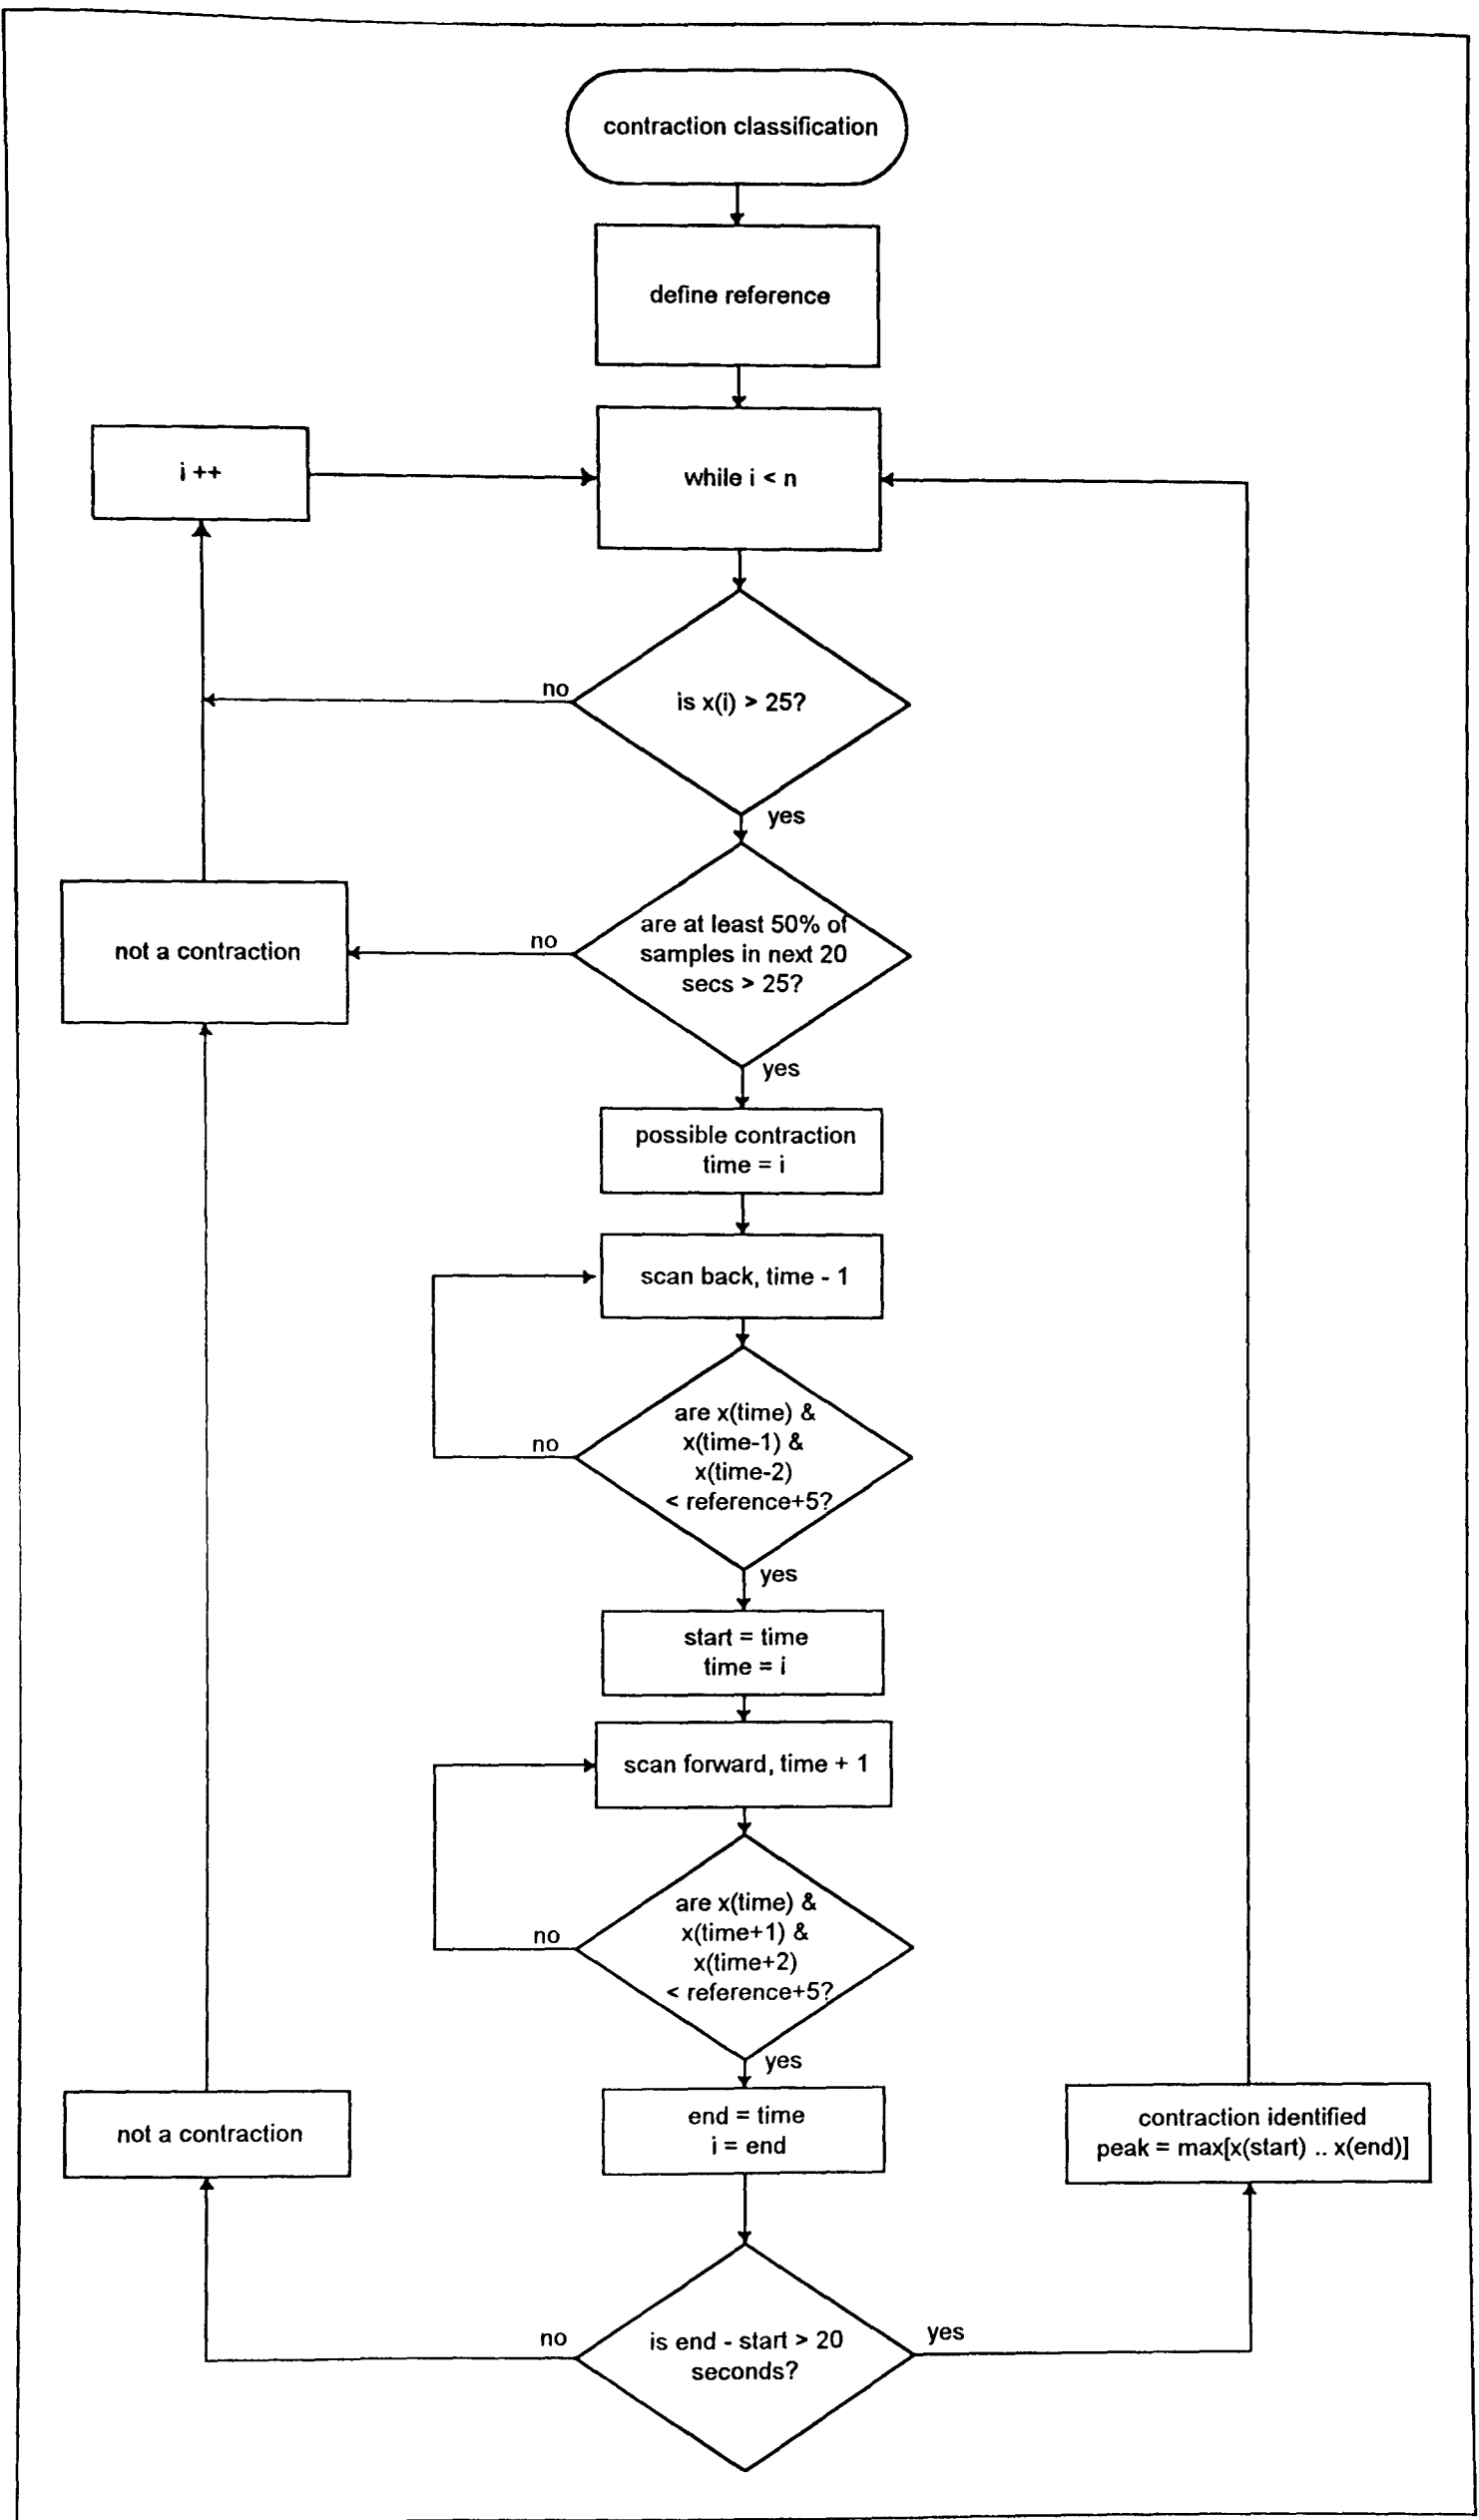 contraction classification
define reference
i ++
while i < n
no
is x(i) > 25?
yes
not a contraction
no
are at least 50% of
samples in next 20
secs > 25?
yes
possible contraction
time = i
scan back, time - 1
no
are x(time) &
x(time-1) &
x(time-2)
< reference+5?
yes
start = time
time = i
scan forward, time + 1
no
are x(time) &
x(time+1) &
x(time+2)
< reference+5?
yes
not a contraction
end = time
i = end
contraction identified
peak = max[x(start) .. x(end)]
no
is end - start > 20
seconds?
yes